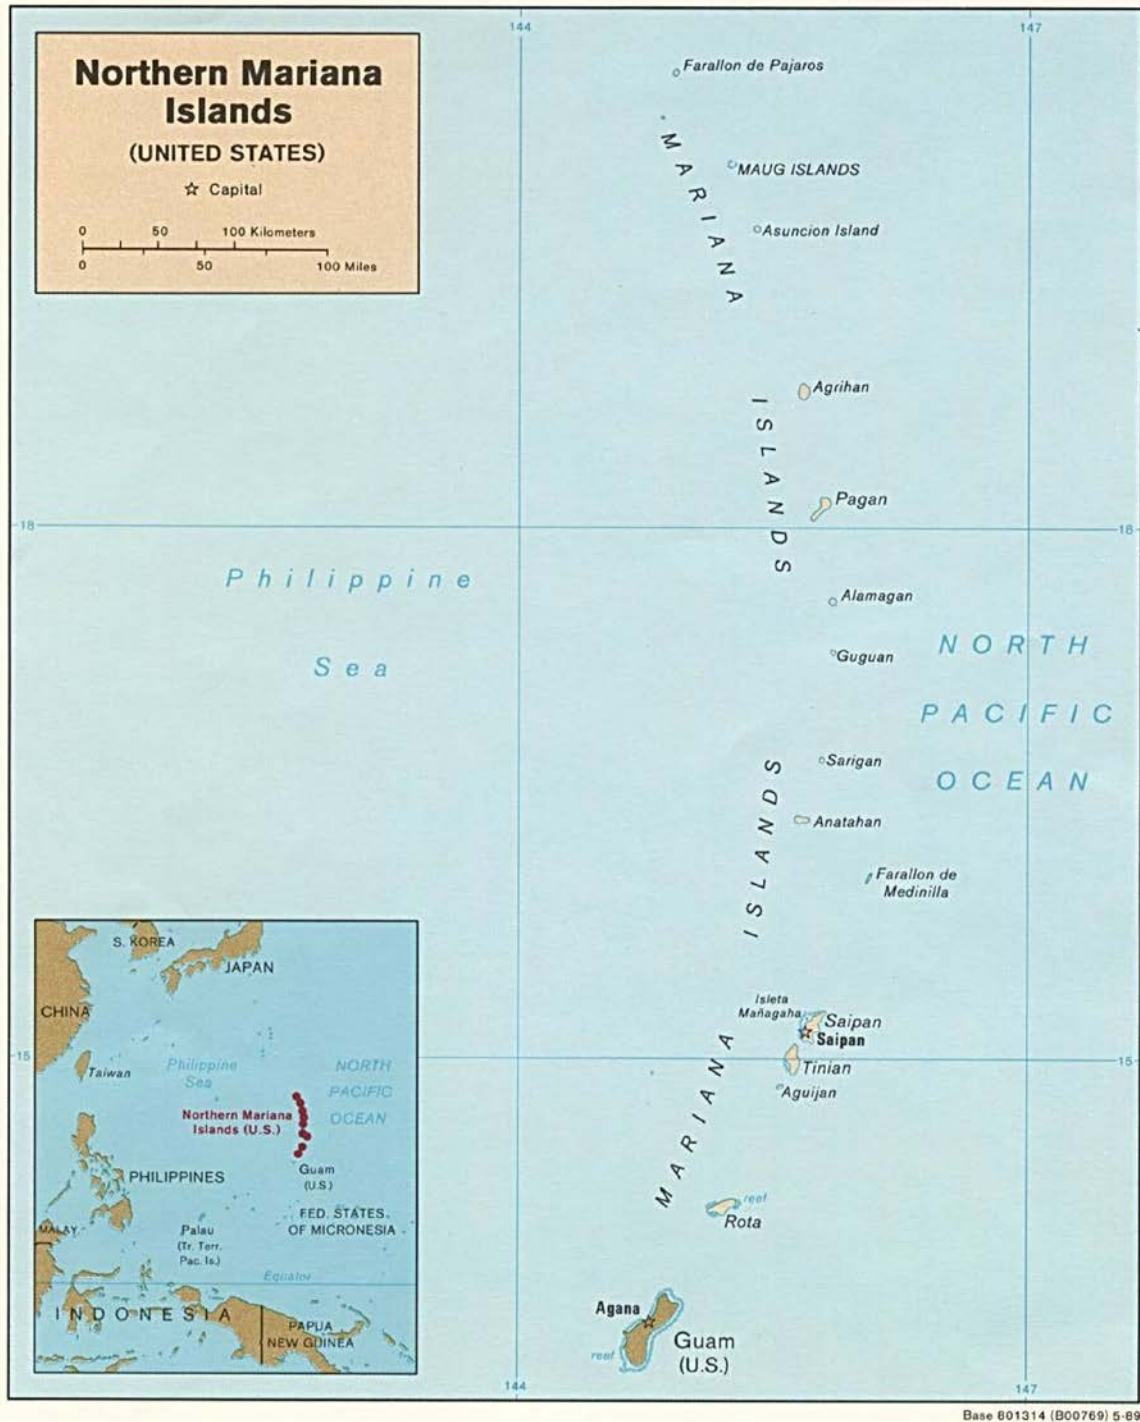 Northern Mariana
Islands
(UNITED STATES)
☆ Capital
0 50 100 Kilometers
0 50 100 Miles
144
147
Farallon de Pajaros
MAUG ISLANDS
Asuncion Island
MARIANA
ISLANDS
Agrihan
Pagan
18
18
Philippine
Sea
Alamagan
Guguan
NORTH
PACIFIC
OCEAN
Sarigan
Anatahan
Farallon de
Medinilla
MARIANA
ISLANDS
Isleta
Mañagaha
Saipan
Saipan
15
15
Tinian
Aguijan
reef
Rota
Agana
Guam
(U.S.)
reef
144
147
S. KOREA
JAPAN
CHINA
Taiwan
Philippine
Sea
NORTH
PACIFIC
OCEAN
Northern Mariana
Islands (U.S.)
Guam
(U.S.)
PHILIPPINES
FED. STATES
OF MICRONESIA
MALAY.
Palau
(Tr. Terr.
Pac. Is.)
Equator
INDONESIA
PAPUA
NEW GUINEA
Base 801314 (B00769) 5-89